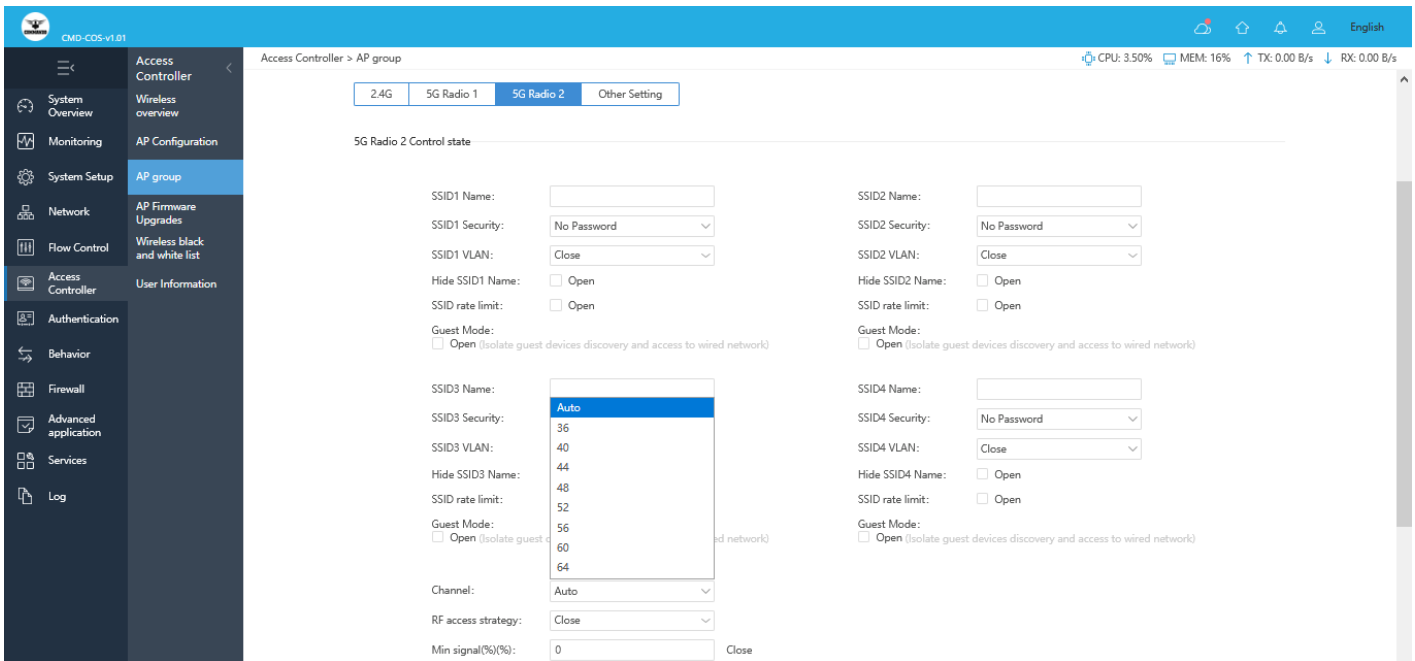 COMMANDO
CMD-COS-v1.01
English
Access Controller
System Overview
Monitoring
System Setup
Network
Flow Control
Access Controller
Authentication
Behavior
Firewall
Advanced application
Services
Log
Wireless overview
AP Configuration
AP group
AP Firmware Upgrades
Wireless black and white list
User Information
Access Controller > AP group
CPU: 3.50% MEM: 16% ↑ TX: 0.00 B/s ↓ RX: 0.00 B/s
2.4G 5G Radio 1 5G Radio 2 Other Setting
5G Radio 2 Control state
SSID1 Name:
SSID1 Security: No Password
SSID1 VLAN: Close
Hide SSID1 Name: Open
SSID rate limit: Open
Guest Mode:
Open (Isolate guest devices discovery and access to wired network)
SSID2 Name:
SSID2 Security: No Password
SSID2 VLAN: Close
Hide SSID2 Name: Open
SSID rate limit: Open
Guest Mode:
Open (Isolate guest devices discovery and access to wired network)
SSID3 Name:
SSID3 Security:
SSID3 VLAN:
Hide SSID3 Name:
SSID rate limit:
Guest Mode:
Open (Isolate guest ed network)
Auto
36
40
44
48
52
56
60
64
SSID4 Name:
SSID4 Security: No Password
SSID4 VLAN: Close
Hide SSID4 Name: Open
SSID rate limit: Open
Guest Mode:
Open (Isolate guest devices discovery and access to wired network)
Channel: Auto
RF access strategy: Close
Min signal(%)(%): 0 Close